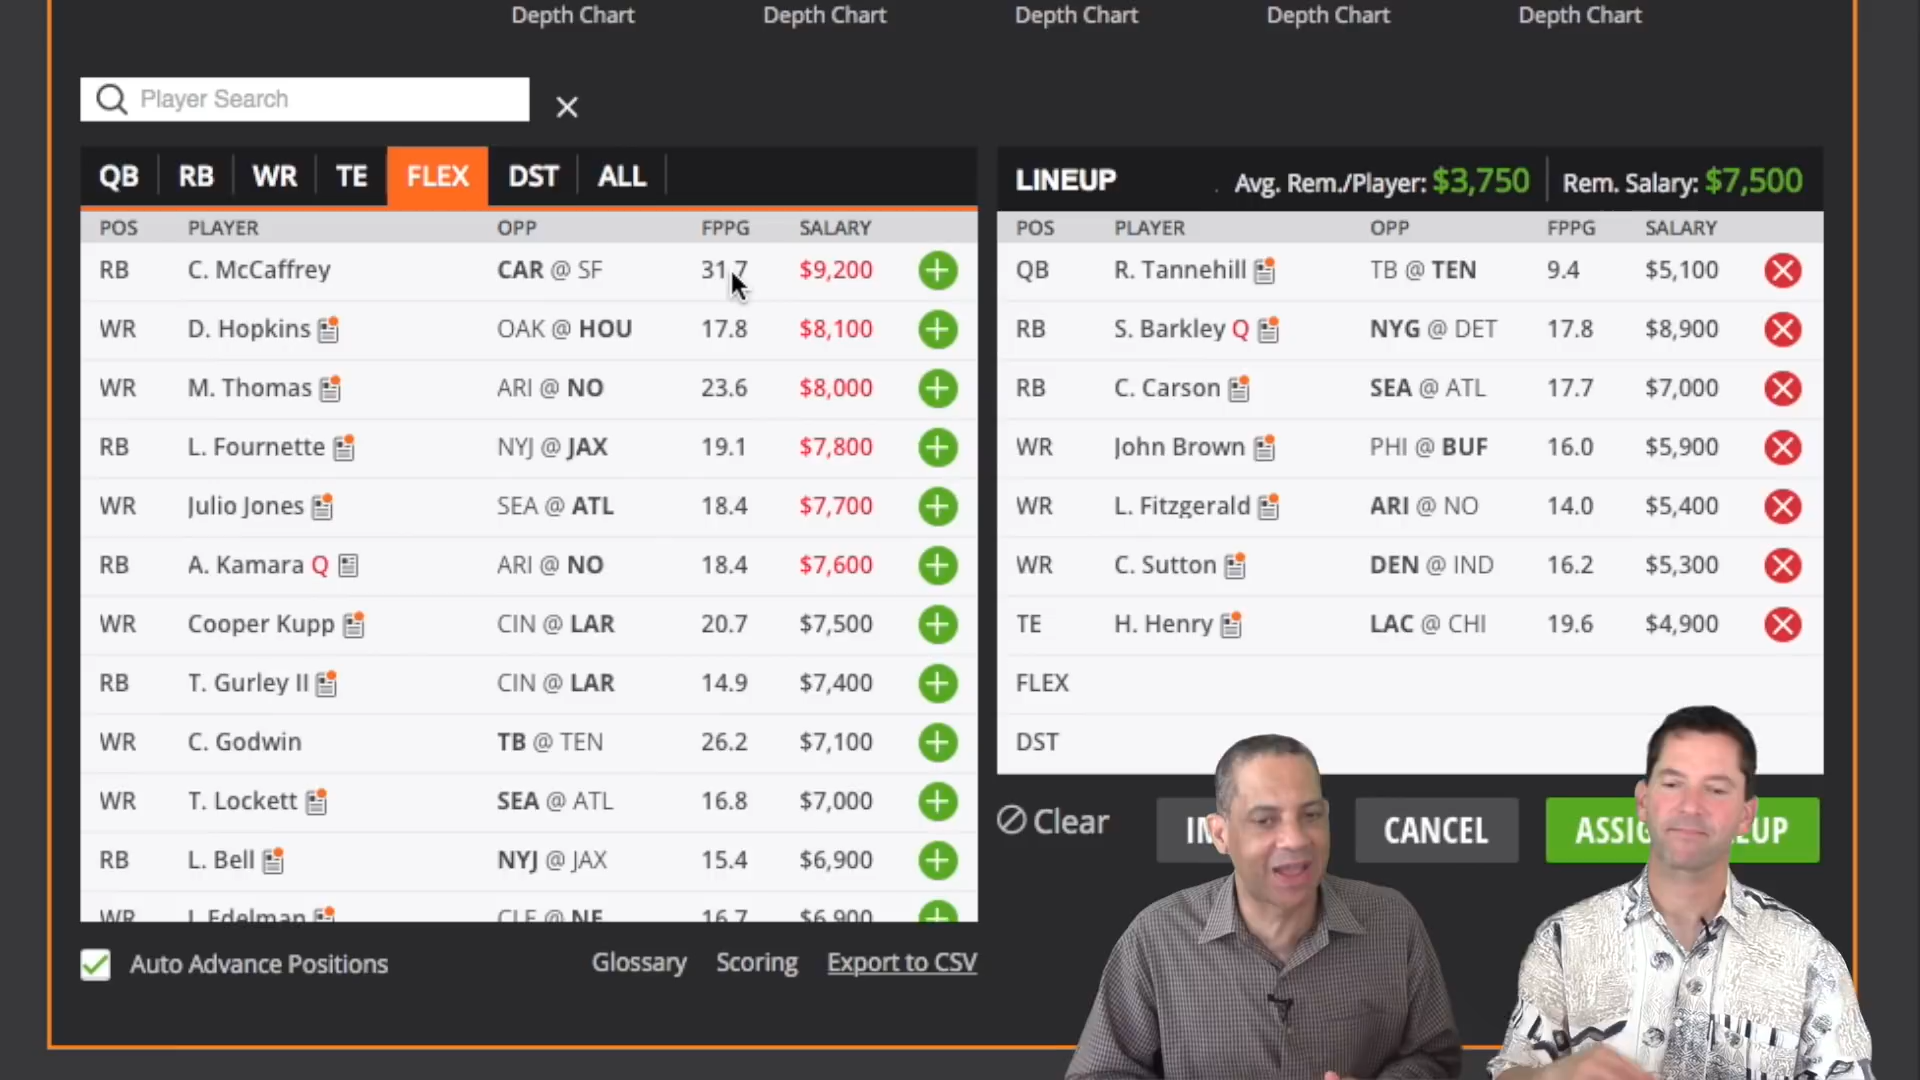 Depth Chart Depth Chart Depth Chart Depth Chart Depth Chart
Player Search
QB RB WR TE FLEX DST ALL
POS PLAYER OPP FPPG SALARY
RB C. McCaffrey CAR @ SF 31.7 $9,200
WR D. Hopkins OAK @ HOU 17.8 $8,100
WR M. Thomas ARI @ NO 23.6 $8,000
RB L. Fournette NYJ @ JAX 19.1 $7,800
WR Julio Jones SEA @ ATL 18.4 $7,700
RB A. Kamara Q ARI @ NO 18.4 $7,600
WR Cooper Kupp CIN @ LAR 20.7 $7,500
RB T. Gurley II CIN @ LAR 14.9 $7,400
WR C. Godwin TB @ TEN 26.2 $7,100
WR T. Lockett SEA @ ATL 16.8 $7,000
RB L. Bell NYJ @ JAX 15.4 $6,900
WR J. Edelman CLE @ NE 16.7 $6,900
Auto Advance Positions Glossary Scoring Export to CSV
LINEUP Avg. Rem./Player: $3,750 Rem. Salary: $7,500
POS PLAYER OPP FPPG SALARY
QB R. Tannehill TB @ TEN 9.4 $5,100
RB S. Barkley Q NYG @ DET 17.8 $8,900
RB C. Carson SEA @ ATL 17.7 $7,000
WR John Brown PHI @ BUF 16.0 $5,900
WR L. Fitzgerald ARI @ NO 14.0 $5,400
WR C. Sutton DEN @ IND 16.2 $5,300
TE H. Henry LAC @ CHI 19.6 $4,900
FLEX
DST
Clear CANCEL